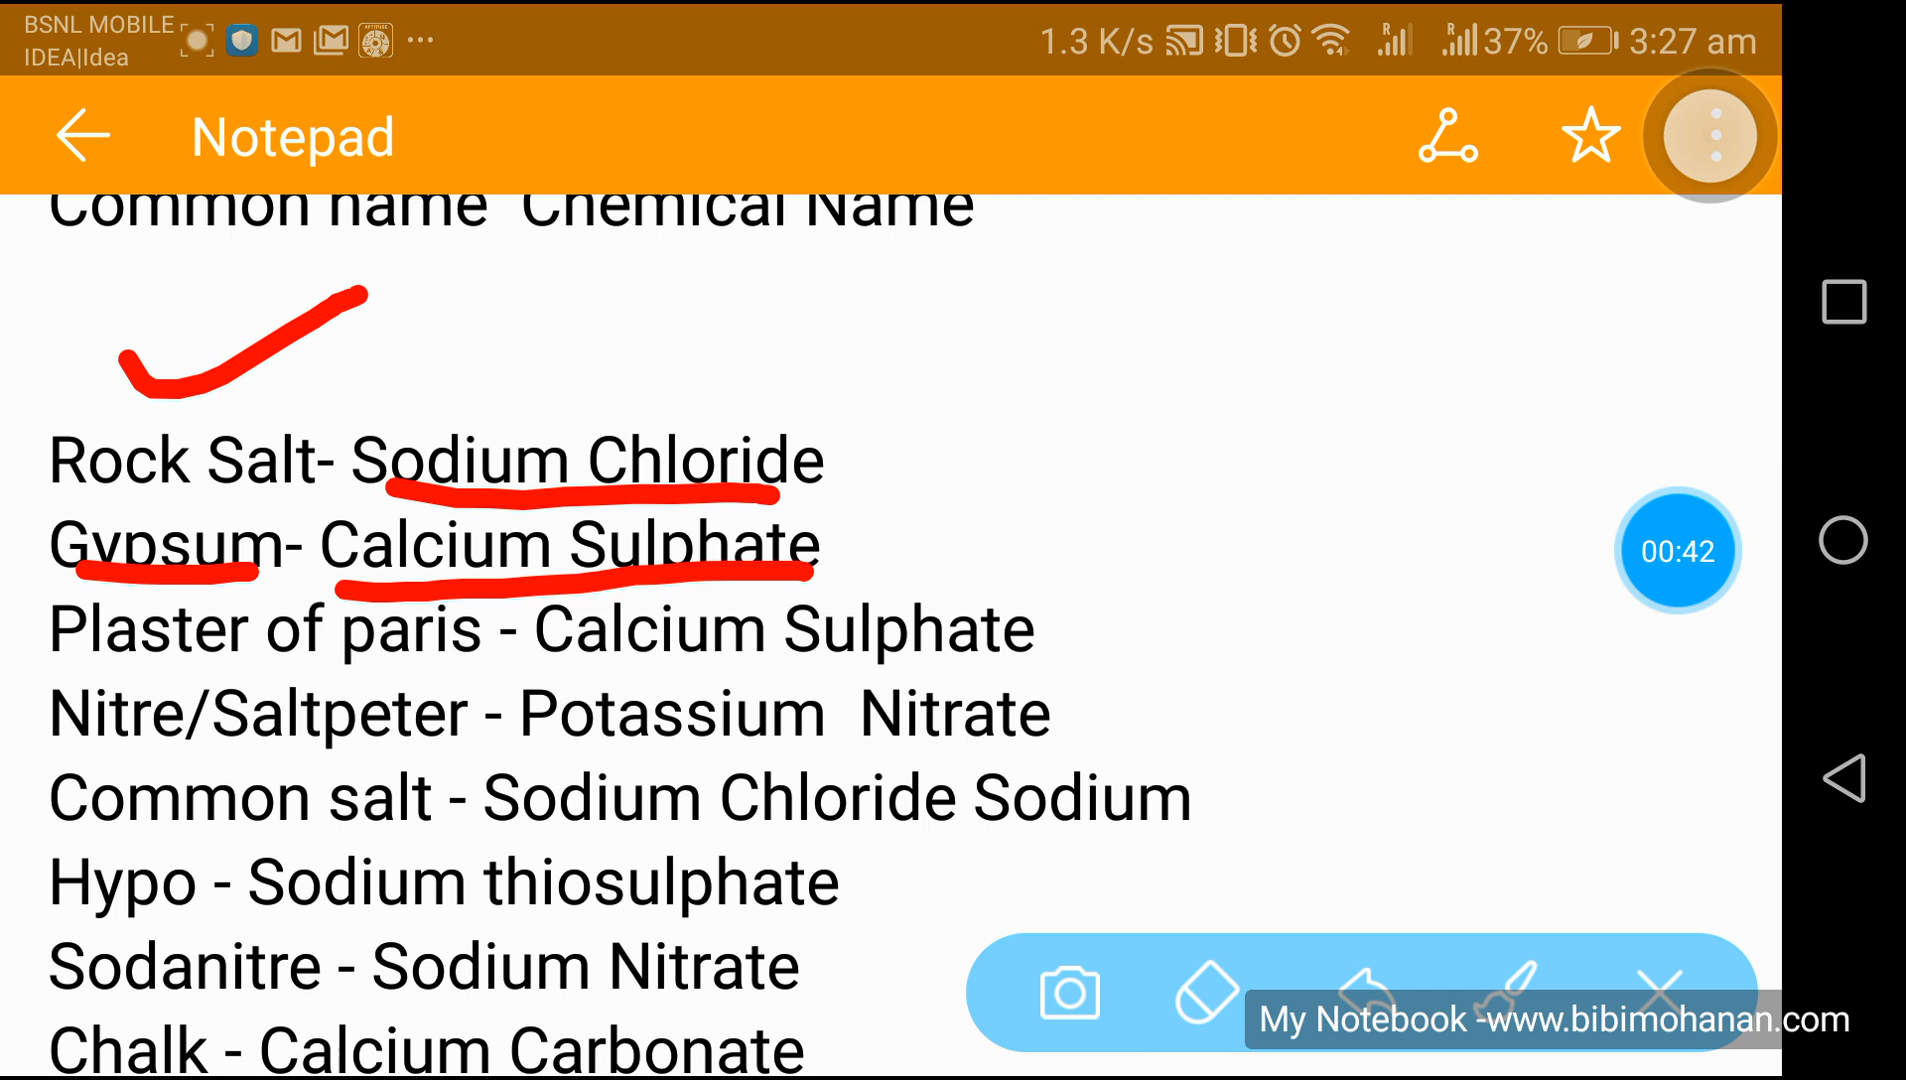 BSNL MOBILE
IDEA|Idea
1.3 K/s
37%
3:27 am
Notepad
Common name  Chemical Name
Rock Salt- Sodium Chloride
Gypsum- Calcium Sulphate
00:42
Plaster of paris - Calcium Sulphate
Nitre/Saltpeter - Potassium  Nitrate
Common salt - Sodium Chloride Sodium
Hypo - Sodium thiosulphate
Sodanitre - Sodium Nitrate
My Notebook -www.bibimohanan.com
Chalk - Calcium Carbonate